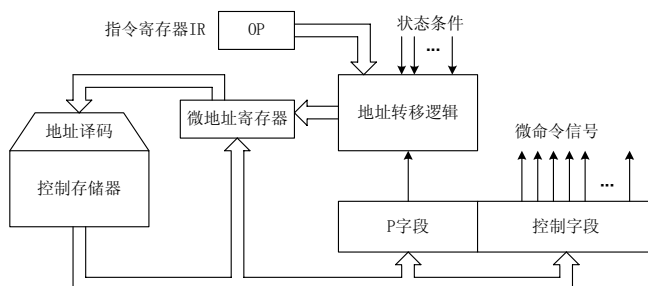 指令寄存器IR
OP
状态条件
...
地址译码
微地址寄存器
地址转移逻辑
控制存储器
微命令信号
...
P字段
控制字段